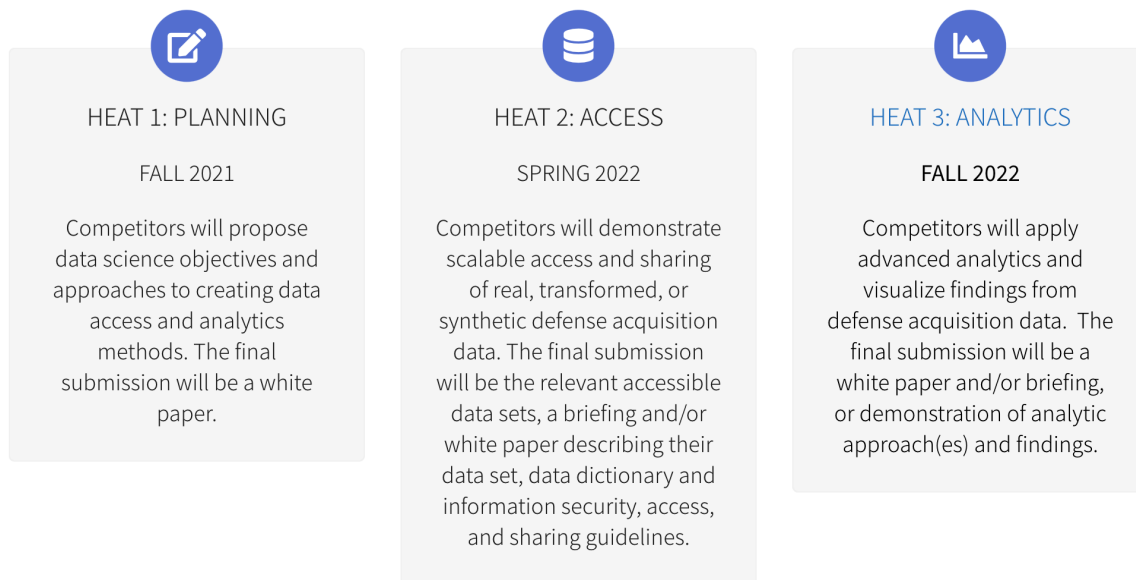 HEAT 1: PLANNING
FALL 2021
Competitors will propose
data science objectives and
approaches to creating data
access and analytics
methods. The final
submission will be a white
paper.
HEAT 2: ACCESS
SPRING 2022
Competitors will demonstrate
scalable access and sharing
of real, transformed, or
synthetic defense acquisition
data. The final submission
will be the relevant accessible
data sets, a briefing and/or
white paper describing their
data set, data dictionary and
information security, access,
and sharing guidelines.
HEAT 3: ANALYTICS
FALL 2022
Competitors will apply
advanced analytics and
visualize findings from
defense acquisition data.  The
final submission will be a
white paper and/or briefing,
or demonstration of analytic
approach(es) and findings.